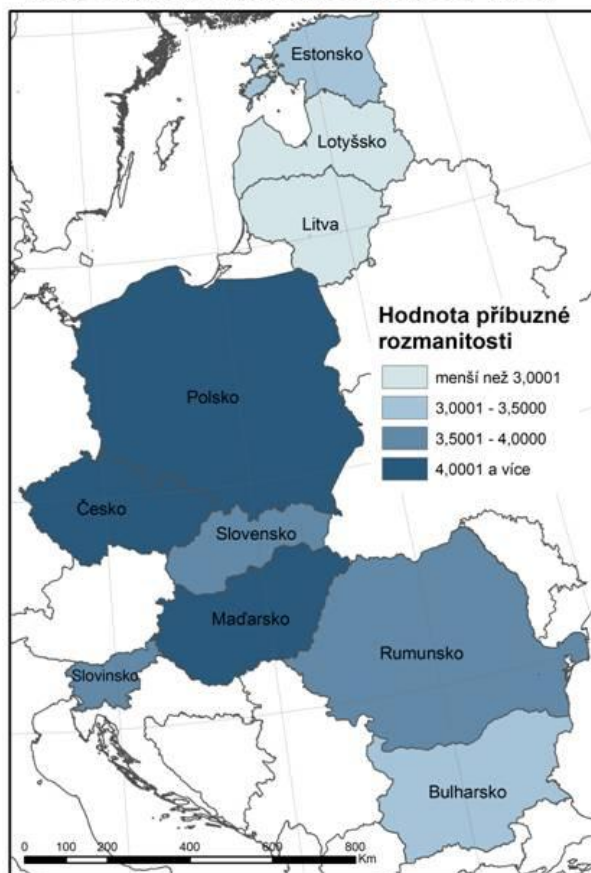 Estonsko
Lotyšsko
Litva
Hodnota příbuzné
rozmanitosti
menší než 3,0001
3,0001 - 3,5000
3,5001 - 4,0000
4,0001 a více
Polsko
Česko
Slovensko
Maďarsko
Rumunsko
Slovinsko
Bulharsko
0 100 200 400 600 800
Km